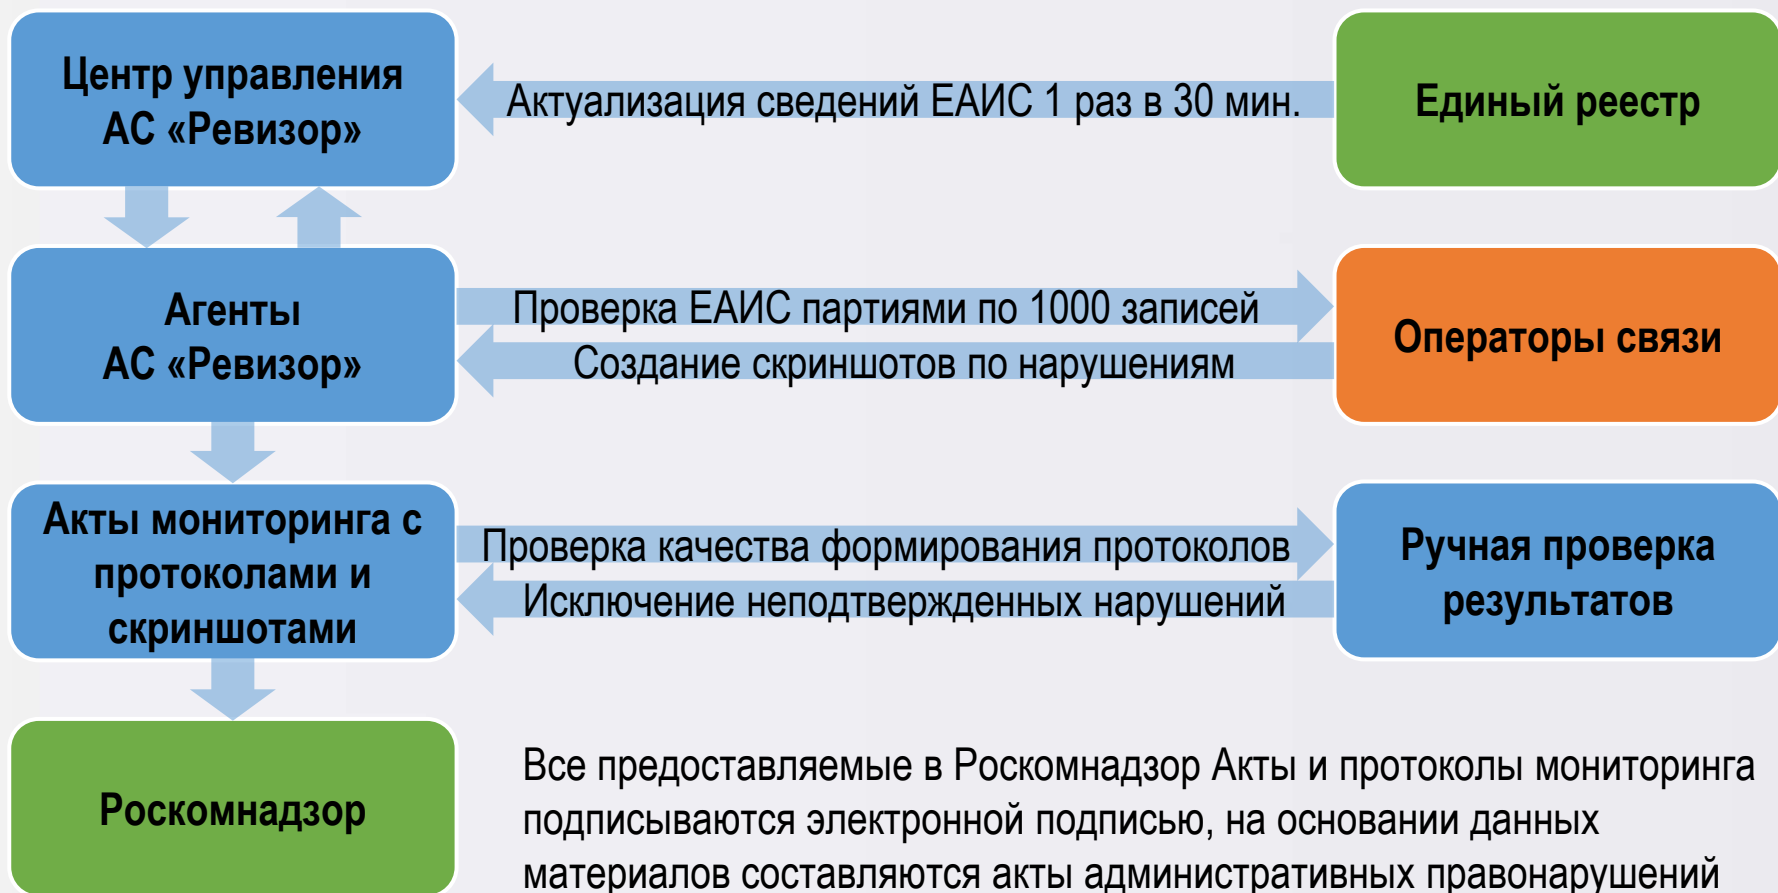 Центр управления
АС «Ревизор»
Актуализация сведений ЕАИС 1 раз в 30 мин.
Единый реестр
Агенты
АС «Ревизор»
Проверка ЕАИС партиями по 1000 записей
Создание скриншотов по нарушениям
Операторы связи
Акты мониторинга с
протоколами и
скриншотами
Проверка качества формирования протоколов
Исключение неподтвержденных нарушений
Ручная проверка
результатов
Роскомнадзор
Все предоставляемые в Роскомнадзор Акты и протоколы мониторинга
подписываются электронной подписью, на основании данных
материалов составляются акты административных правонарушений